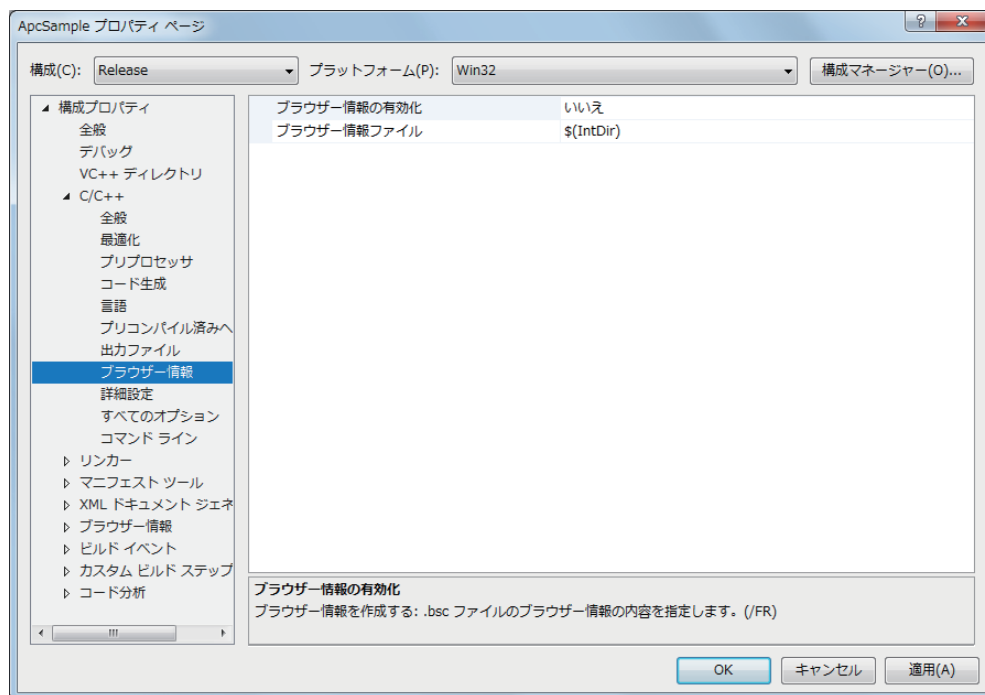 ApcSample プロパティ ページ
構成(C): Release プラットフォーム(P): Win32 構成マネージャー(O)...
構成プロパティ
全般
デバッグ
VC++ ディレクトリ
C/C++
全般
最適化
プリプロセッサ
コード生成
言語
プリコンパイル済みへ
出力ファイル
ブラウザー情報
詳細設定
すべてのオプション
コマンド ライン
リンカー
マニフェスト ツール
XML ドキュメント ジェネ
ブラウザー情報
ビルド イベント
カスタム ビルド ステップ
コード分析
ブラウザー情報の有効化 いいえ
ブラウザー情報ファイル $(IntDir)
ブラウザー情報の有効化
ブラウザー情報を作成する: .bsc ファイルのブラウザー情報の内容を指定します。(/FR)
OK キャンセル 適用(A)